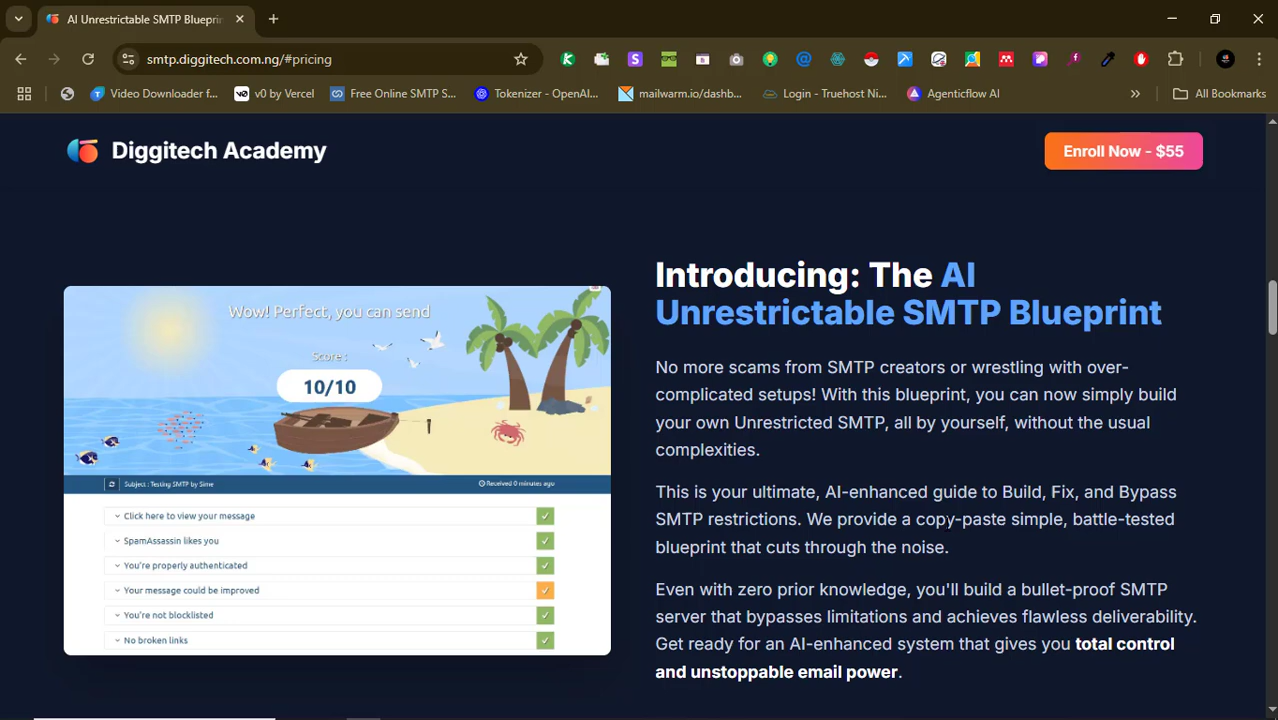 AI Unrestrictable SMTP Blueprin
smtp.diggitech.com.ng/#pricing
Video Downloader f...
v0 by Vercel
Free Online SMTP S...
Tokenizer - OpenAI...
mailwarm.io/dashb...
Login - Truehost Ni...
Agenticflow AI
All Bookmarks
Diggitech Academy
Enroll Now - $55
Wow! Perfect, you can send
Score :
10/10
Subject : Testing SMTP by Sime
Received 0 minutes ago
Click here to view your message
SpamAssassin likes you
You're properly authenticated
Your message could be improved
You're not blocklisted
No broken links
Introducing: The AI
Unrestrictable SMTP Blueprint
No more scams from SMTP creators or wrestling with over-
complicated setups! With this blueprint, you can now simply build
your own Unrestricted SMTP, all by yourself, without the usual
complexities.
This is your ultimate, AI-enhanced guide to Build, Fix, and Bypass
SMTP restrictions. We provide a copy-paste simple, battle-tested
blueprint that cuts through the noise.
Even with zero prior knowledge, you'll build a bullet-proof SMTP
server that bypasses limitations and achieves flawless deliverability.
Get ready for an AI-enhanced system that gives you total control
and unstoppable email power.